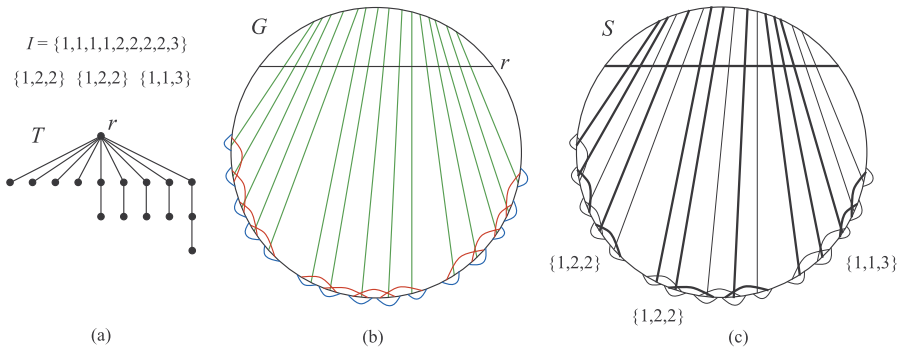 I = {1,1,1,1,2,2,2,2,3}
{1,2,2} {1,2,2} {1,1,3}
T r
G
r
S
r
{1,2,2}
{1,2,2}
{1,1,3}
(a)
(b)
(c)